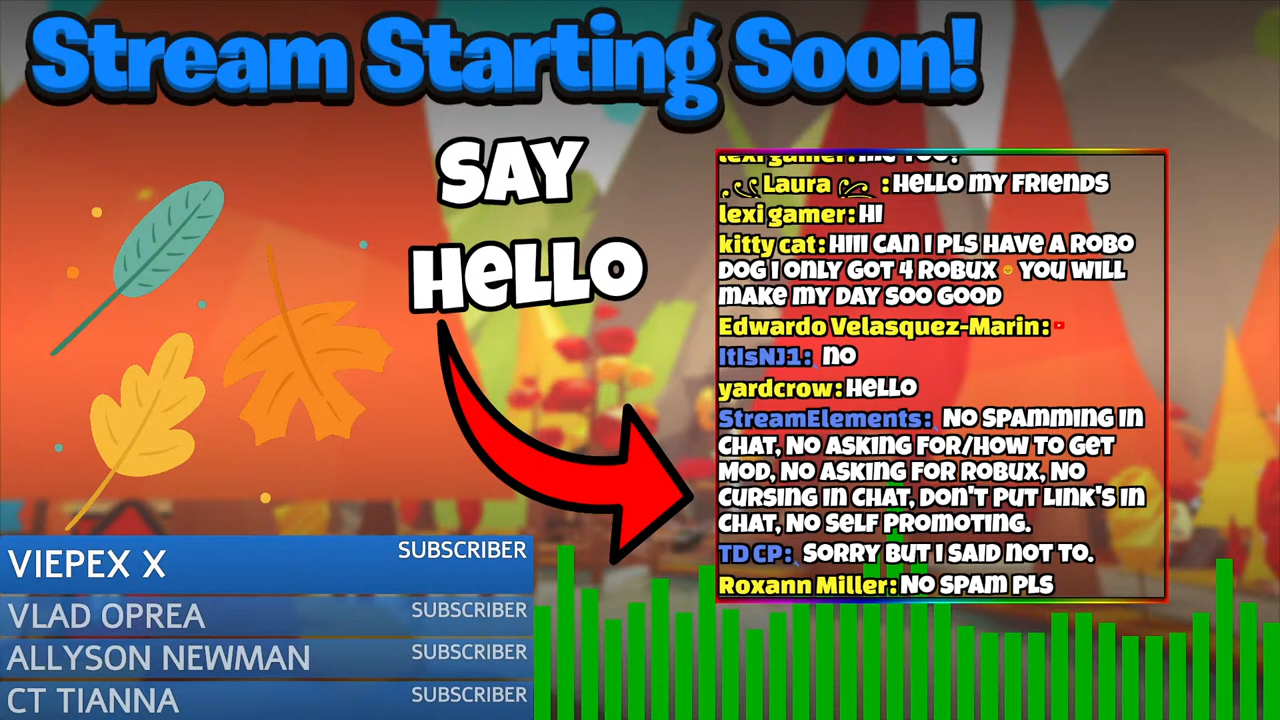 Stream Starting Soon!
SAY
HELLO
lexi gamer: ME TOO!
Laura : HELLO MY FRIENDS
lexi gamer: HI
kitty cat: HIII CAN I PLS HAVE A ROBO
DOG I ONLY GOT 4 ROBUX YOU WILL
MAKE MY DAY SOO GOOD
Edwardo Velasquez-Marin:
ItIsNJ1: NO
yardcrow: HELLO
StreamElements: NO SPAMMING IN
CHAT, NO ASKING FOR/HOW TO GET
MOD, NO ASKING FOR ROBUX, NO
CURSING IN CHAT, DON'T PUT LINK'S IN
CHAT, NO SELF PROMOTING.
TD CP: SORRY BUT I SAID NOT TO.
Roxann Miller: NO SPAM PLS
VIEPEX X SUBSCRIBER
VLAD OPREA SUBSCRIBER
ALLYSON NEWMAN SUBSCRIBER
CT TIANNA SUBSCRIBER